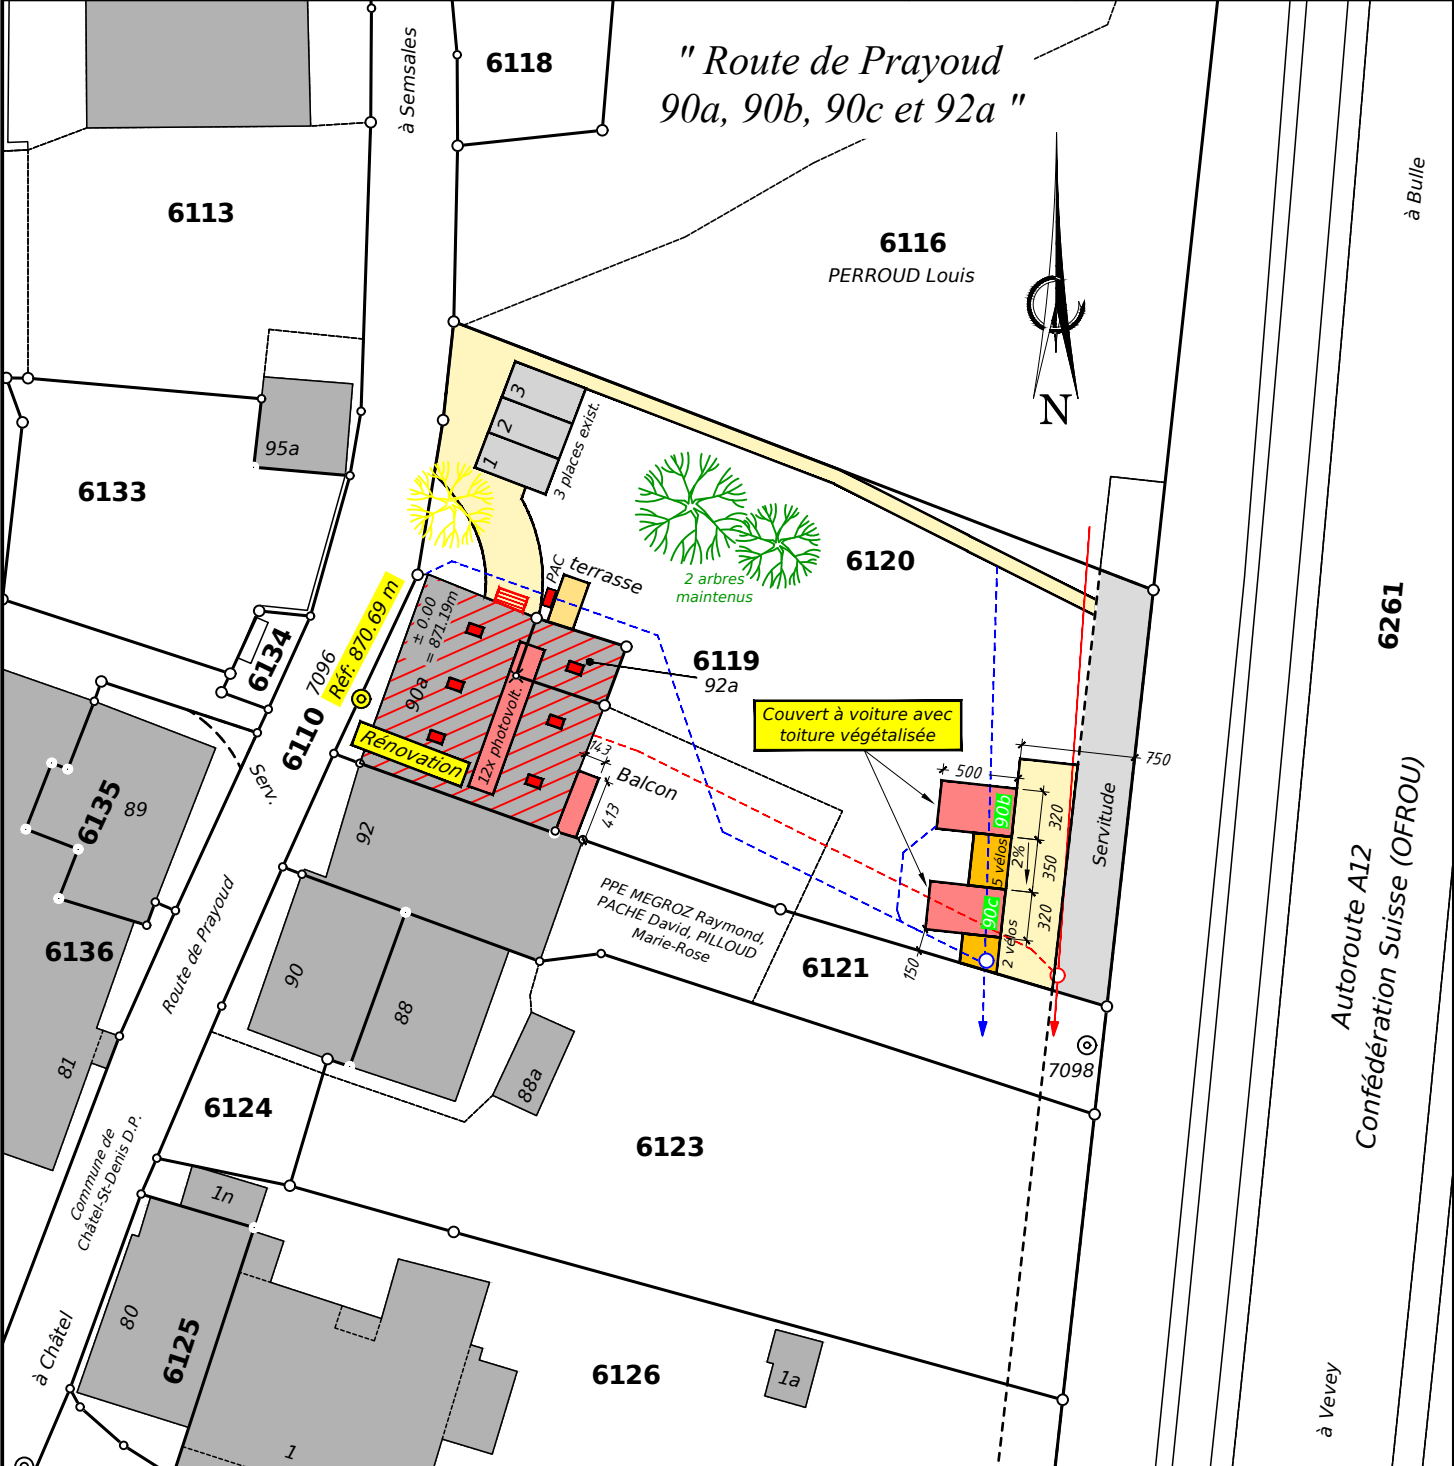 à Semsales
6118
" Route de Prayoud
90a, 90b, 90c et 92a "
à Bulle
6113
6116
PERROUD Louis
N
95a
6133
3
2
1
3 places exist.
PAC
terrasse
2 arbres
maintenus
6120
6261
6134
7096
Réf: 870.69 m
± 0.00
= 871.19m
90a
6119
92a
6110
Rénovation
12x photovolt.
143
Balcon
413
Couvert à voiture avec
toiture végétalisée
500
750
90b
320
5 vélos
2%
350
90c
320
2 vélos
150
Servitude
Serv.
6135
89
92
PPE MEGROZ Raymond,
PACHE David, PILLOUD
Marie-Rose
6121
6136
Route de Prayoud
90
88
88a
81
7098
Autoroute A12
Confédération Suisse (OFROU)
6124
6123
Commune de
Châtel-St-Denis D.P.
1n
80
6125
à Châtel
6126
1a
1
à Vevey